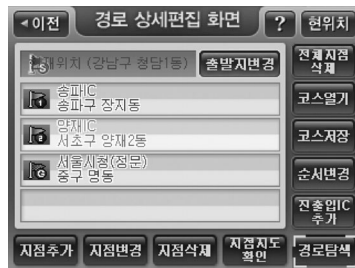 이전
경로 상세편집 화면
?
현위치
재위치 (강남구 청담1동)
출발지변경
전체지점
삭제
송파IC
송파구 장지동
코스열기
양재IC
서초구 양재2동
코스저장
서울시청(정문)
중구 명동
순서변경
진출입IC
추가
지점추가
지점변경
지점삭제
지점지도
확인
경로탐색